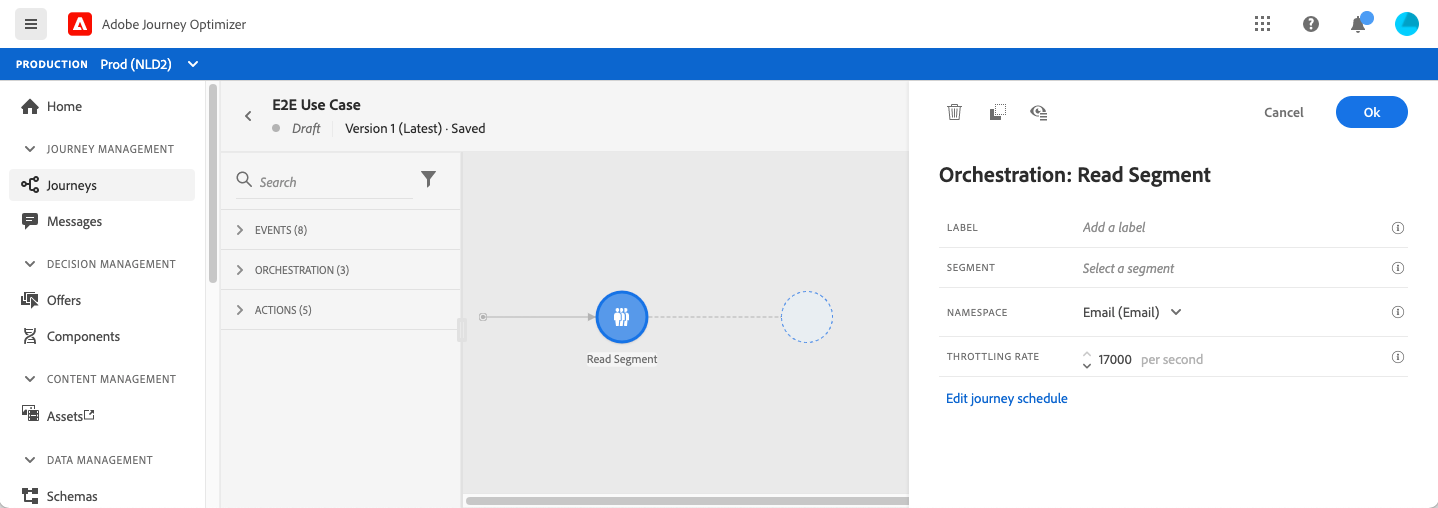 Adobe Journey Optimizer
PRODUCTION Prod (NLD2)
Home
JOURNEY MANAGEMENT
Journeys
Messages
DECISION MANAGEMENT
Offers
Components
CONTENT MANAGEMENT
Assets
DATA MANAGEMENT
Schemas
E2E Use Case
Draft Version 1 (Latest) · Saved
Search
EVENTS (8)
ORCHESTRATION (3)
ACTIONS (5)
Read Segment
Cancel Ok
Orchestration: Read Segment
LABEL Add a label
SEGMENT Select a segment
NAMESPACE Email (Email)
THROTTLING RATE 17000 per second
Edit journey schedule